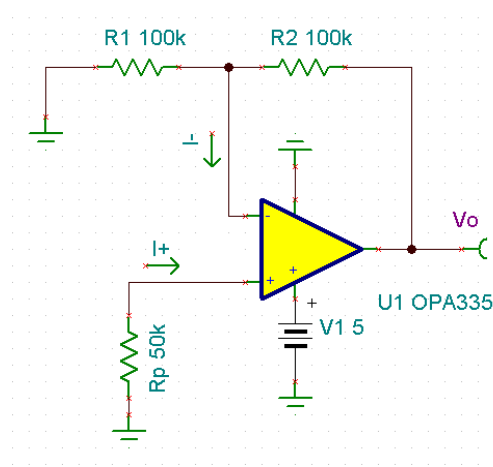 R1 100k
R2 100k
I-
I+
-
+
+
+
Vo
U1 OPA335
V1 5
Rp 50k